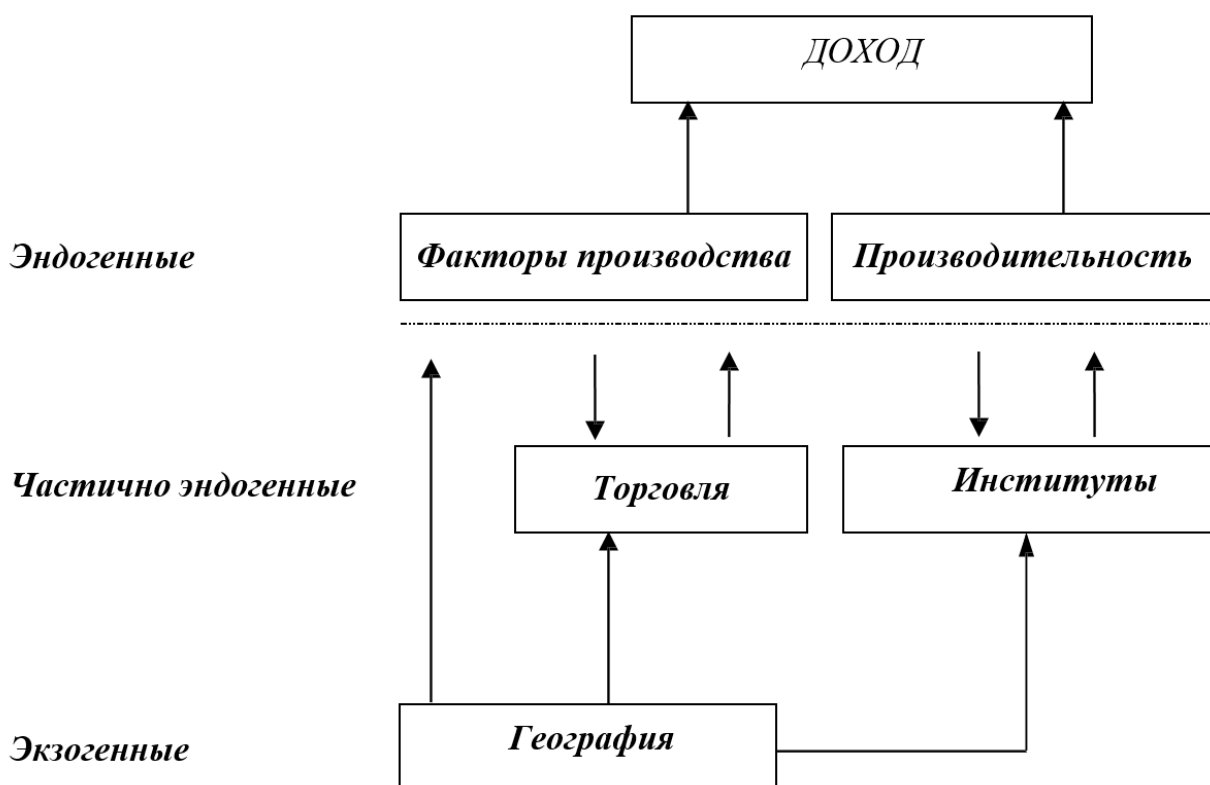 ДОХОД
Эндогенные
Факторы производства
Производительность
Частично эндогенные
Торговля
Институты
Экзогенные
География